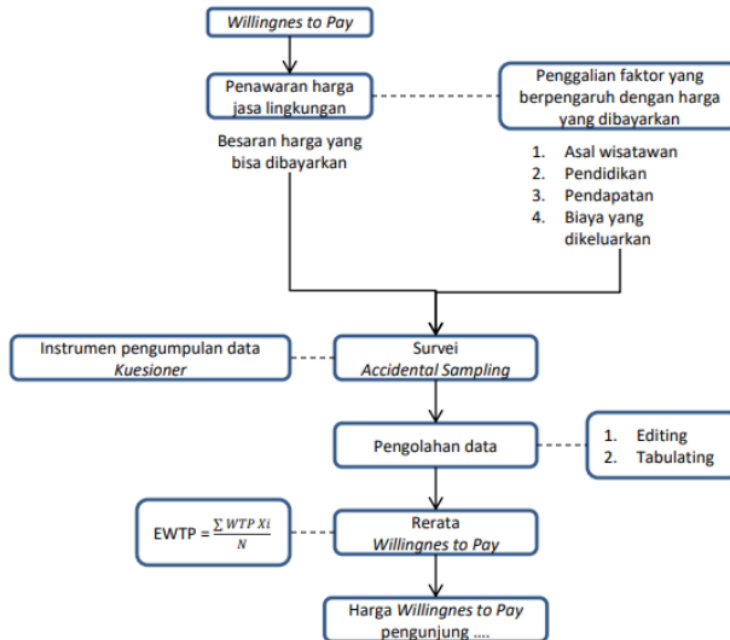 Willingnes to Pay
Penawaran harga
jasa lingkungan
Penggalian faktor yang
berpengaruh dengan harga
yang dibayarkan
Besaran harga yang
bisa dibayarkan
1. Asal wisatawan
2. Pendidikan
3. Pendapatan
4. Biaya yang
dikeluarkan
Instrumen pengumpulan data
Kuesioner
Survei
Accidental Sampling
Pengolahan data
1. Editing
2. Tabulating
EWTP = ∑ WTP Xi / N
Rerata
Willingnes to Pay
Harga Willingnes to Pay
pengunjung ....